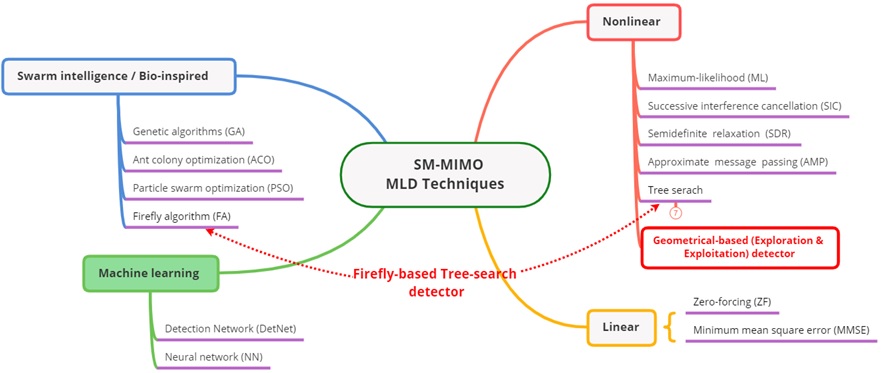 SM-MIMO
MLD Techniques
Swarm intelligence / Bio-inspired
Genetic algorithms (GA)
Ant colony optimization (ACO)
Particle swarm optimization (PSO)
Firefly algorithm (FA)
Machine learning
Detection Network (DetNet)
Neural network (NN)
Firefly-based Tree-search
detector
Nonlinear
Maximum-likelihood (ML)
Successive interference cancellation (SIC)
Semidefinite relaxation (SDR)
Approximate message passing (AMP)
Tree serach
7
Geometrical-based (Exploration &
Exploitation) detector
Linear
Zero-forcing (ZF)
Minimum mean square error (MMSE)